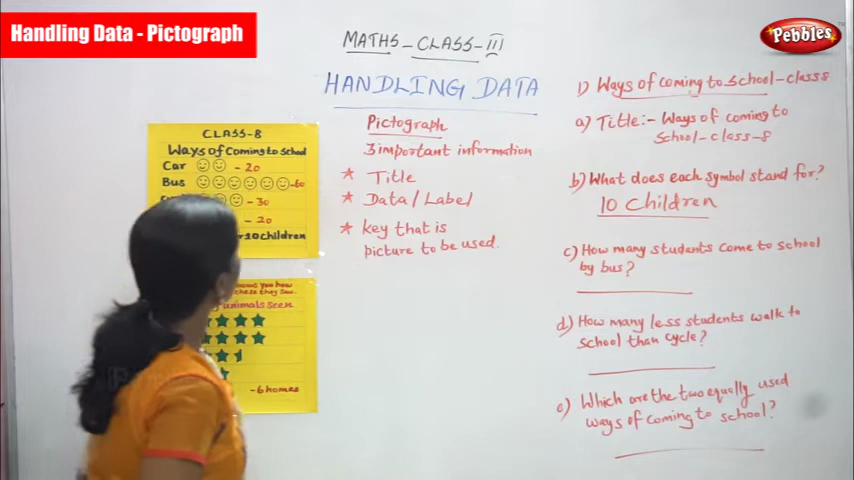 Handling Data - Pictograph
Pebbles
MATHS-CLASS-III
HANDLING DATA
Pictograph
3 important information
* Title
* Data/Label
* key that is
picture to be used.
CLASS-8
Ways of Coming to School
Car - 20
Bus - 60
- 30
- 20
10 children
animals seen
- 6 homes
1) Ways of coming to school-class 8
a) Title:- Ways of coming to
school-class-8
b) What does each symbol stand for?
10 Children
c) How many students come to school
by bus?
d) How many less students walk to
school than cycle?
e) Which are the two equally used
ways of coming to school?